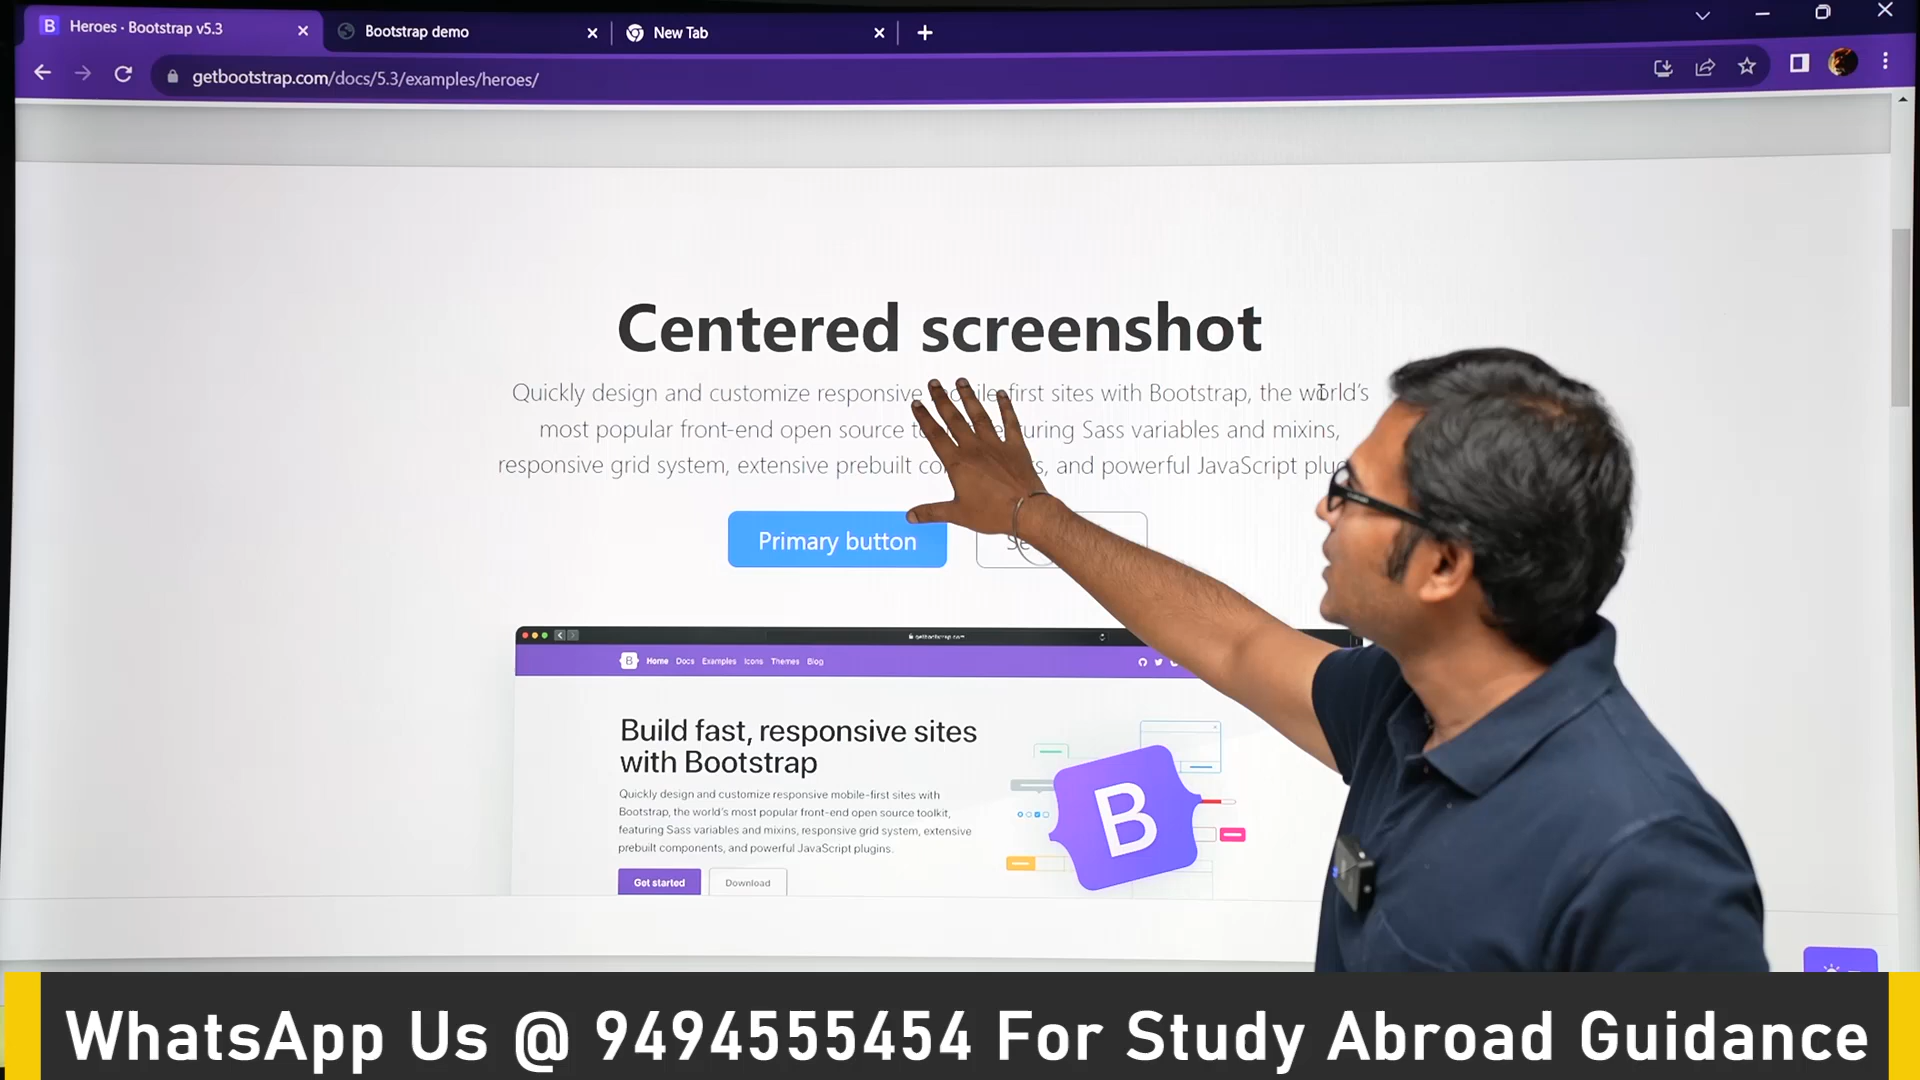 Heroes · Bootstrap v5.3
Bootstrap demo
New Tab
getbootstrap.com/docs/5.3/examples/heroes/
Centered screenshot
Quickly design and customize responsive mobile-first sites with Bootstrap, the world's
most popular front-end open source featuring Sass variables and mixins,
responsive grid system, extensive prebuilt and powerful JavaScript
Primary button
getbootstrap.com
Home Docs Examples Icons Themes Blog
Build fast, responsive sites
with Bootstrap
Quickly design and customize responsive mobile-first sites with
Bootstrap, the world's most popular front-end open source toolkit,
featuring Sass variables and mixins, responsive grid system, extensive
prebuilt components, and powerful JavaScript plugins.
Get started
Download
B
WhatsApp Us @ 9494555454 For Study Abroad Guidance